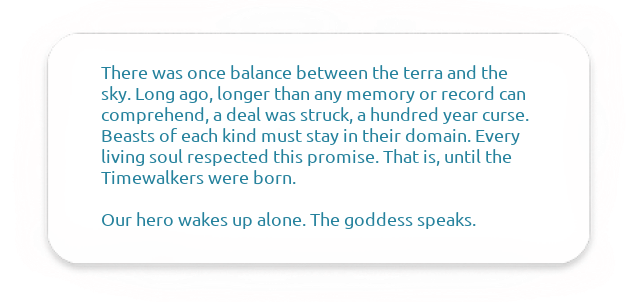 There was once balance between the terra and the
sky. Long ago, longer than any memory or record can
comprehend, a deal was struck, a hundred year curse.
Beasts of each kind must stay in their domain. Every
living soul respected this promise. That is, until the
Timewalkers were born.

Our hero wakes up alone. The goddess speaks.